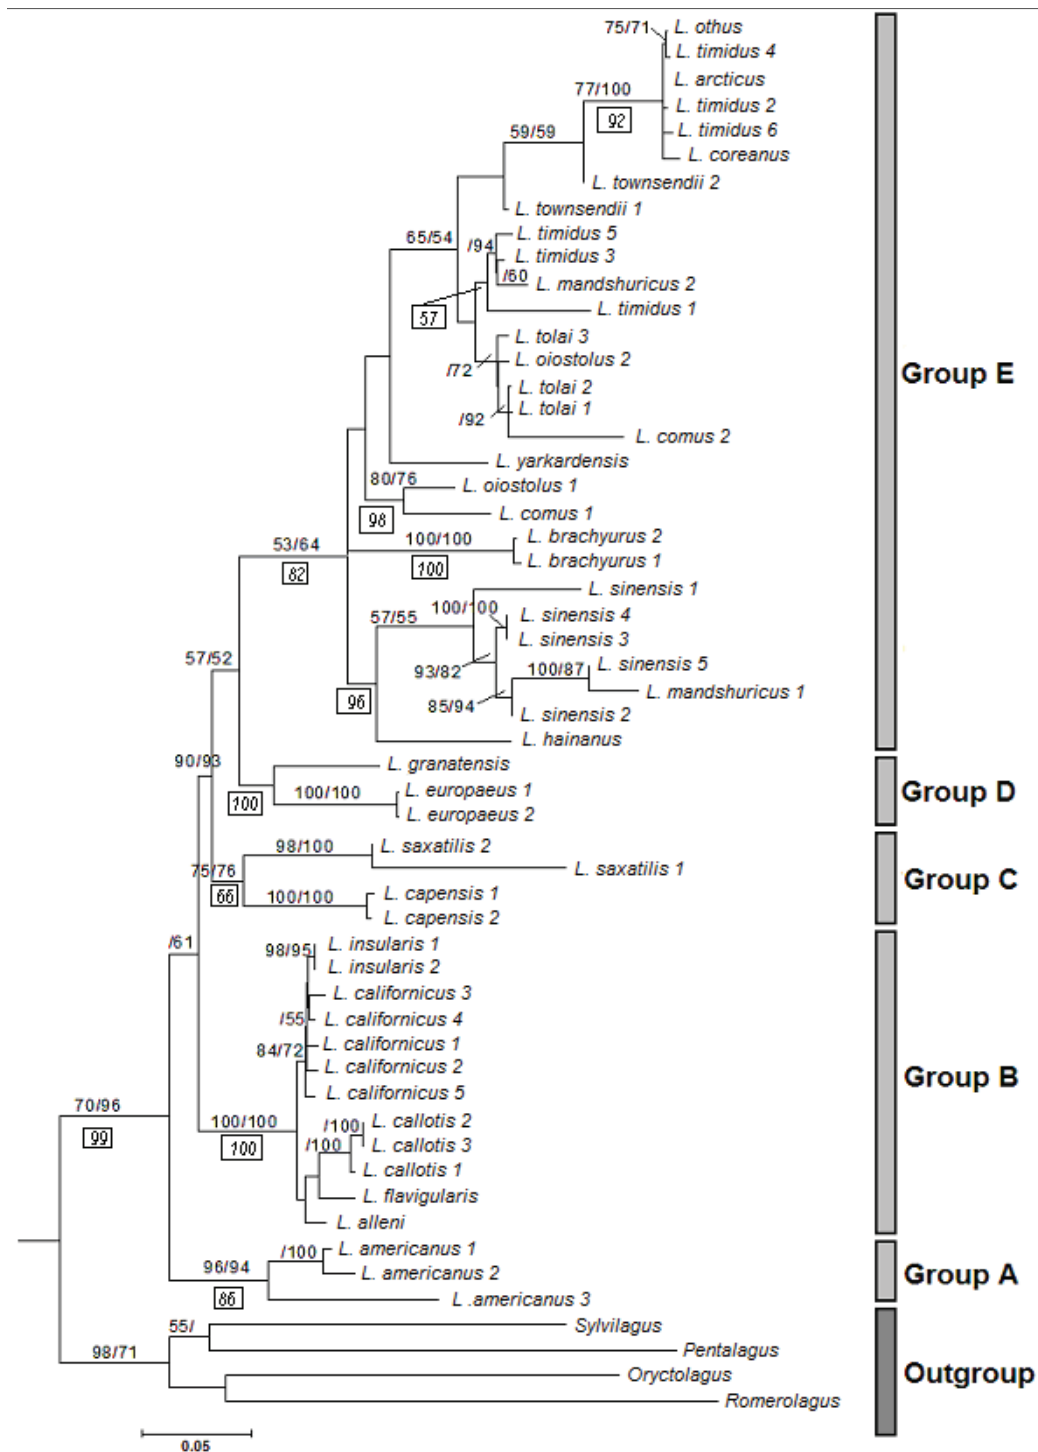 75/71
L. othus
L. timidus 4
L. arcticus
77/100
92
L. timidus 2
L. timidus 6
59/59
L. coreanus
L. townsendii 2
L. townsendii 1
65/54
/94
L. timidus 5
L. timidus 3
/60
L. mandshuricus 2
57
L. timidus 1
L. tolai 3
/72
L. oiostolus 2
L. tolai 2
/92
L. tolai 1
L. comus 2
L. yarkardensis
80/76
L. oiostolus 1
98
L. comus 1
53/64
82
100/100
100
L. brachyurus 2
L. brachyurus 1
L. sinensis 1
57/55
100/100
L. sinensis 4
L. sinensis 3
93/82
100/87
L. sinensis 5
L. mandshuricus 1
85/94
96
L. sinensis 2
L. hainanus
Group E
57/52
90/93
L. granatensis
100
100/100
L. europaeus 1
L. europaeus 2
Group D
98/100
L. saxatilis 2
75/76
L. saxatilis 1
66
100/100
L. capensis 1
L. capensis 2
Group C
/61
98/95
L. insularis 1
L. insularis 2
L. californicus 3
/55
L. californicus 4
84/72
L. californicus 1
L. californicus 2
L. californicus 5
100/100
100
/100
L. callotis 2
/100
L. callotis 3
L. callotis 1
L. flavigularis
L. alleni
Group B
70/96
99
/100
L. americanus 1
96/94
L. americanus 2
86
L .americanus 3
Group A
55/
Sylvilagus
98/71
Pentalagus
Oryctolagus
Romerolagus
Outgroup
0.05